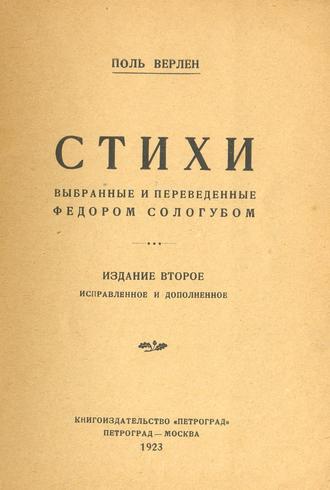 ПОЛЬ ВЕРЛЕН
СТИХИ
ВЫБРАННЫЕ И ПЕРЕВЕДЕННЫЕ
ФЕДОРОМ СОЛОГУБОМ
ИЗДАНИЕ ВТОРОЕ
ИСПРАВЛЕННОЕ И ДОПОЛНЕННОЕ
КНИГОИЗДАТЕЛЬСТВО «ПЕТРОГРАД»
ПЕТРОГРАД — МОСКВА
1923